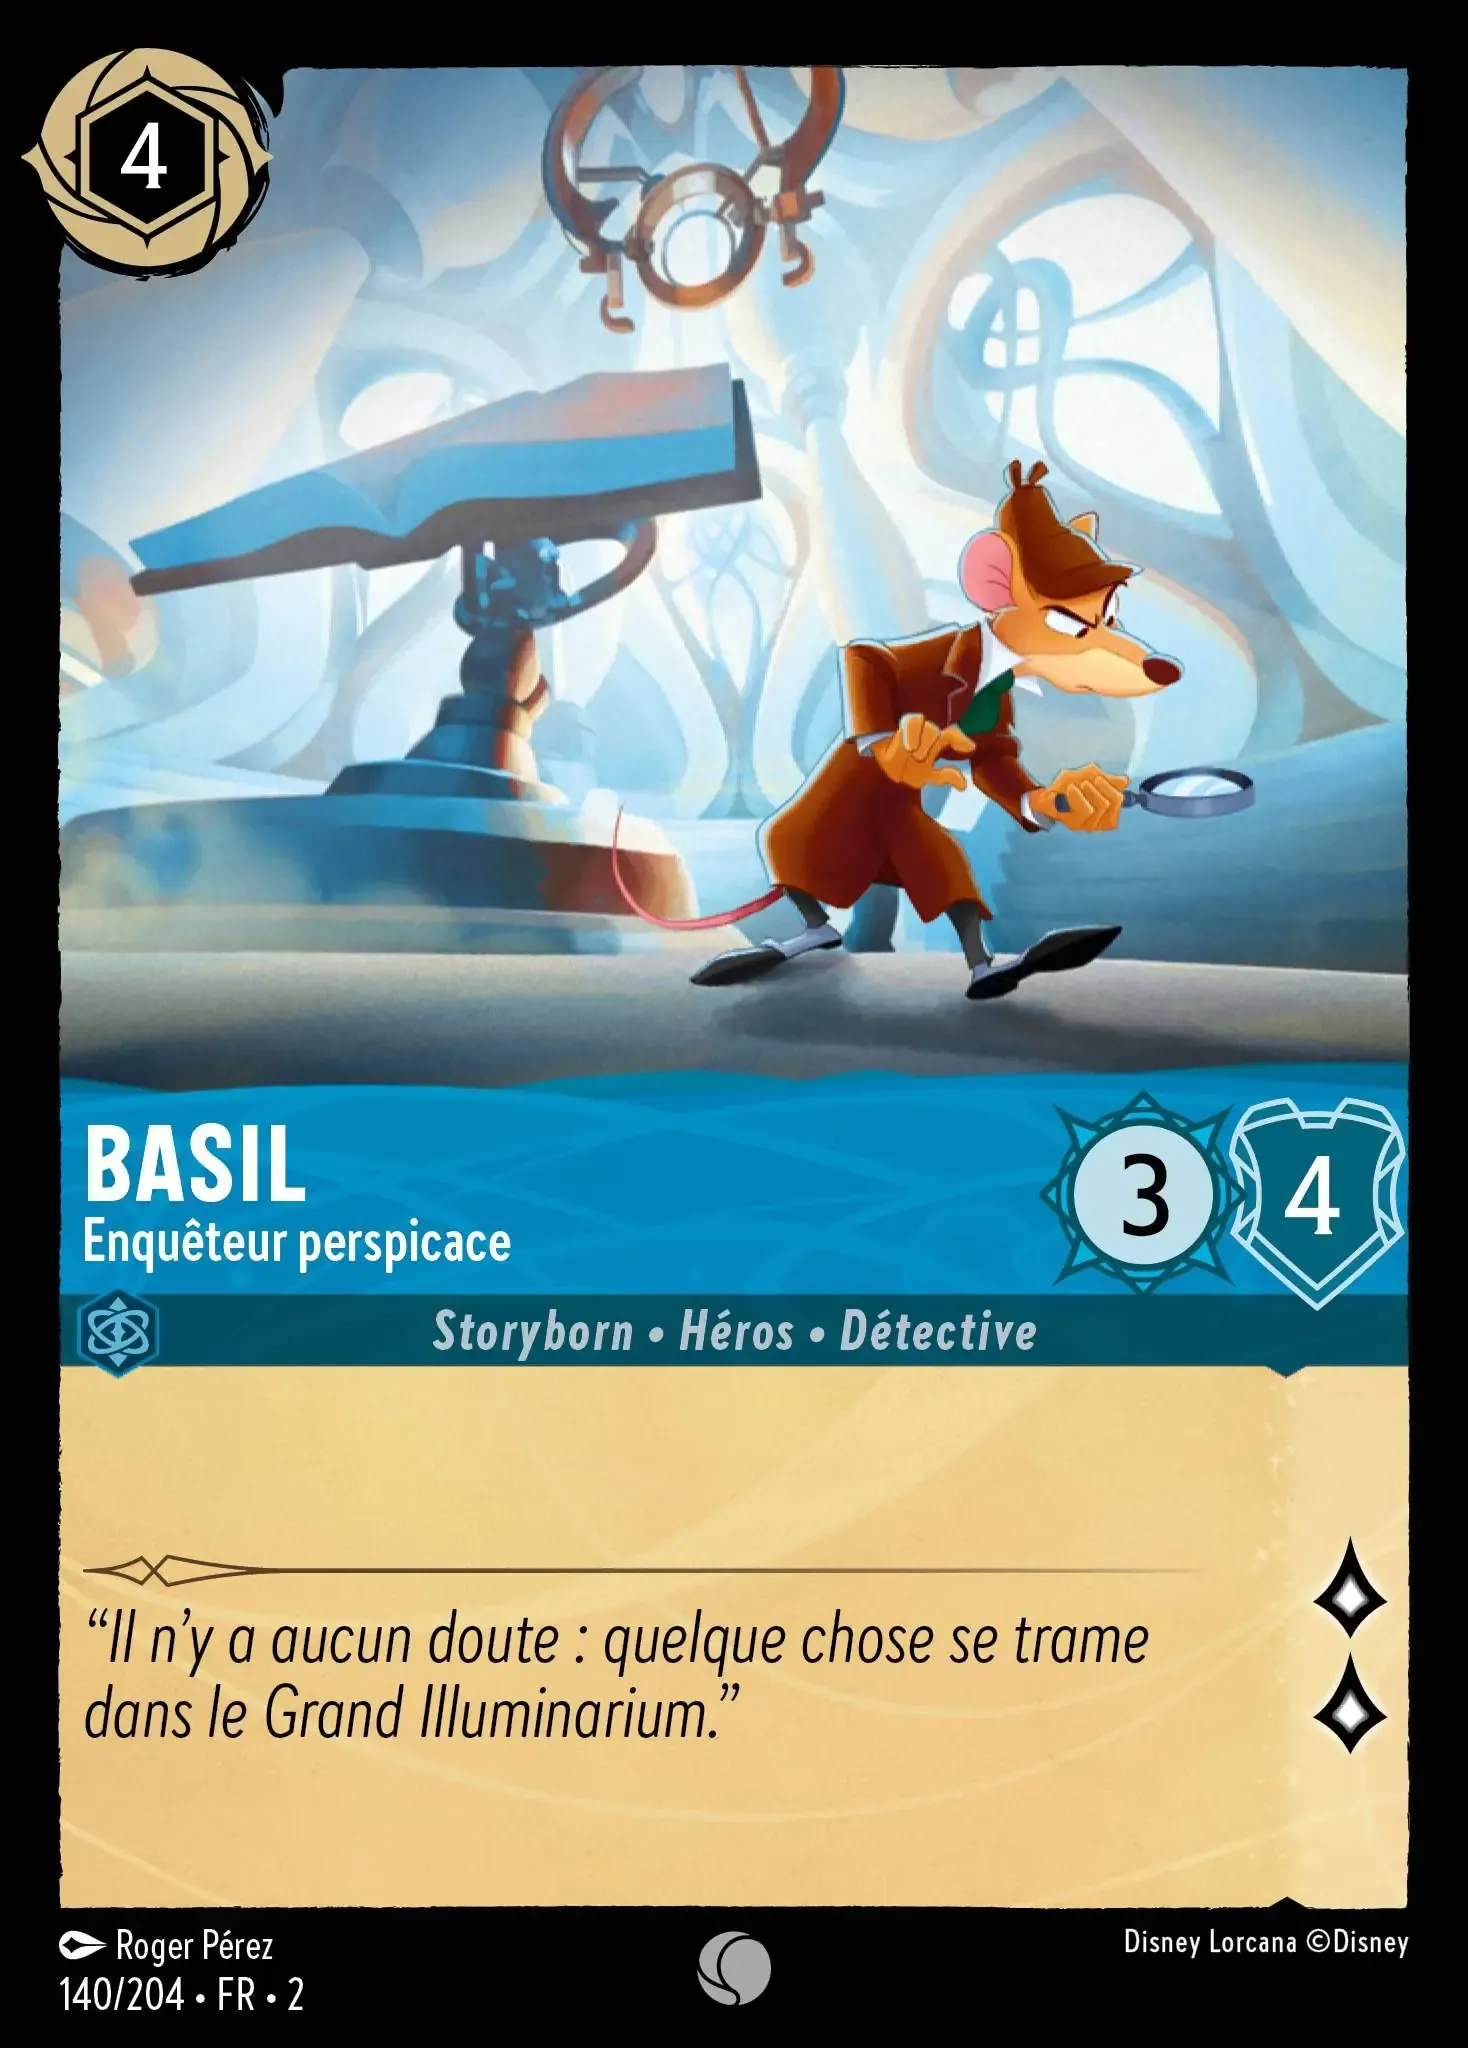 4
BASIL
Enquêteur perspicace
3
4
Storyborn • Héros • Détective
“Il n’y a aucun doute : quelque chose se trame
dans le Grand Illuminarium.”
Roger Pérez
Disney Lorcana ©Disney
140/204 • FR • 2